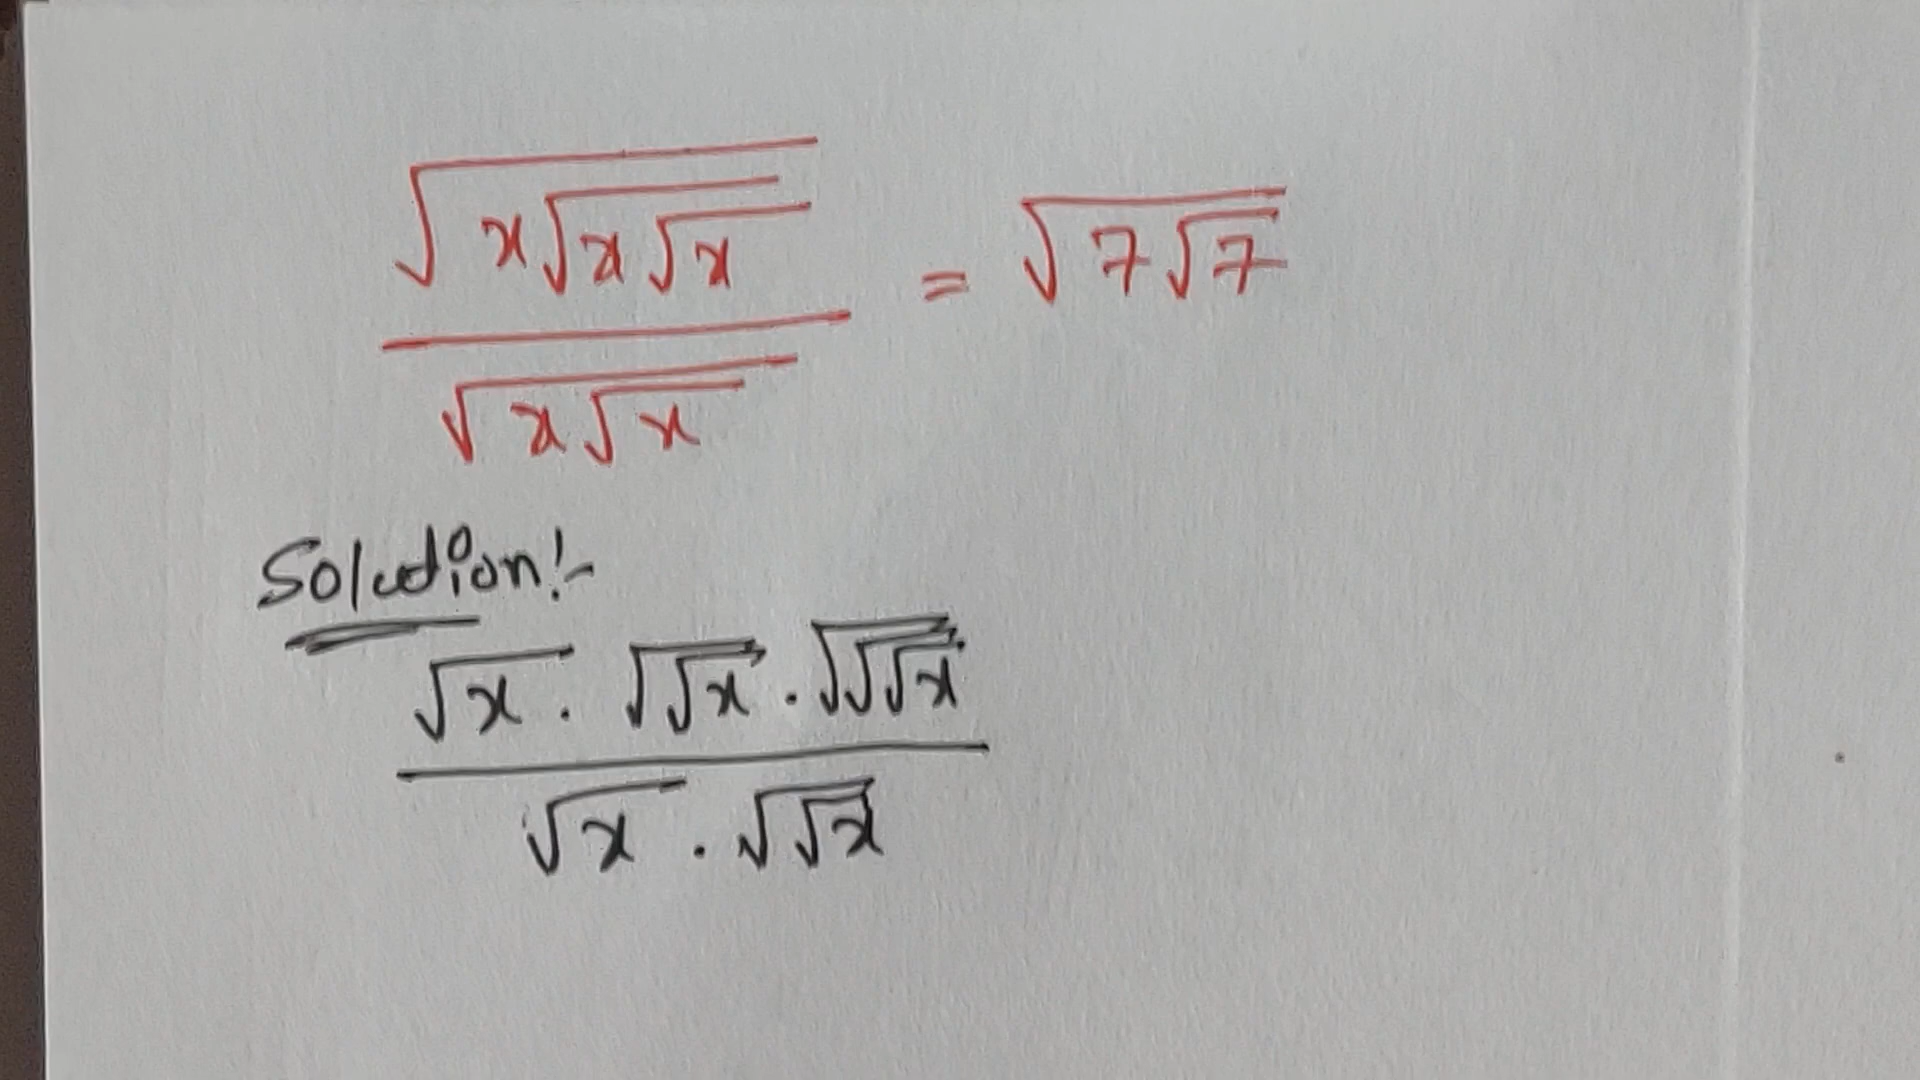 √(x√(x√x)) / √(x√x) = √(7√7)
Solution:-
√x . √√x . √√√x / √x . √√x